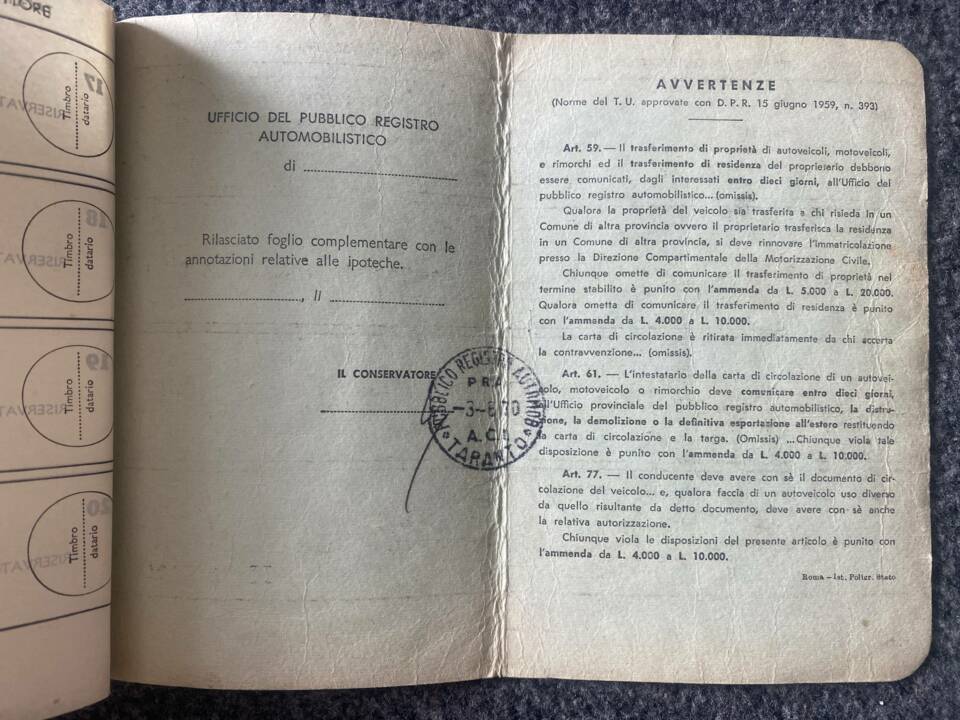 TORE
17
Timbro
datario
18
Timbro
datario
19
Timbro
datario
20
Timbro
datario
UFFICIO DEL PUBBLICO REGISTRO
AUTOMOBILISTICO
di
Rilasciato foglio complementare con le
annotazioni relative alle ipoteche.
, li
IL CONSERVATORE
PUBBLICO REGISTRO AUTOMOB
PRA
-3-6 70
A.C.I.
TARANTO
AVVERTENZE
(Norme del T. U. approvate con D. P. R. 15 giugno 1959, n. 393)
Art. 59. — Il trasferimento di proprietà di autoveicoli, motoveicoli,
e rimorchi ed il trasferimento di residenza del proprietario debbono
essere comunicati, dagli interessati entro dieci giorni, all'Ufficio del
pubblico registro automobilistico... (omissis).
Qualora la proprietà del veicolo sia trasferita a chi risieda in un
Comune di altra provincia ovvero il proprietario trasferisca la residenza
in un Comune di altra provincia, si deve rinnovare l'immatricolazione
presso la Direzione Compartimentale della Motorizzazione Civile.
Chiunque omette di comunicare il trasferimento di proprietà nel
termine stabilito è punito con l'ammenda da L. 5.000 a L. 20.000.
Qualora ometta di comunicare il trasferimento di residenza è punito
con l'ammenda da L. 4.000 a L. 10.000.
La carta di circolazione è ritirata immediatamente da chi accerta
la contravvenzione... (omissis).
Art. 61. — L'intestatario della carta di circolazione di un autovei-
colo, motoveicolo o rimorchio deve comunicare entro dieci giorni,
all'Ufficio provinciale del pubblico registro automobilistico, la distru-
zione, la demolizione o la definitiva esportazione all'estero restituendo
la carta di circolazione e la targa. (Omissis) ...Chiunque viola tale
disposizione è punito con l'ammenda da L. 4.000 a L. 10.000.
Art. 77. — Il conducente deve avere con sè il documento di cir-
colazione del veicolo... e, qualora faccia di un autoveicolo uso diverso
da quello risultante da detto documento, deve avere con sè anche
la relativa autorizzazione.
Chiunque viola le disposizioni del presente articolo è punito con
l'ammenda da L. 4.000 a L. 10.000.
Roma - Ist. Poligr. Stato